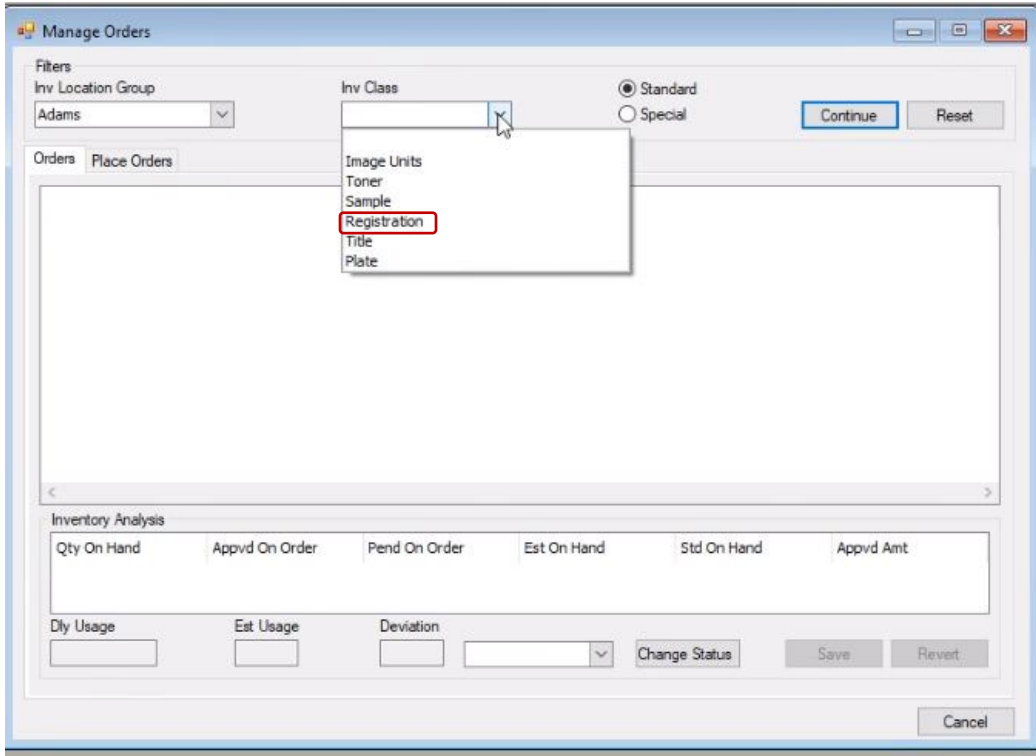 Manage Orders
Filters
Inv Location Group Inv Class Standard
Adams Special Continue Reset
Orders Place Orders
Image Units
Toner
Sample
Registration
Title
Plate
Inventory Analysis
Qty On Hand Appvd On Order Pend On Order Est On Hand Std On Hand Appvd Amt
Dly Usage Est Usage Deviation
Change Status Save Revert
Cancel